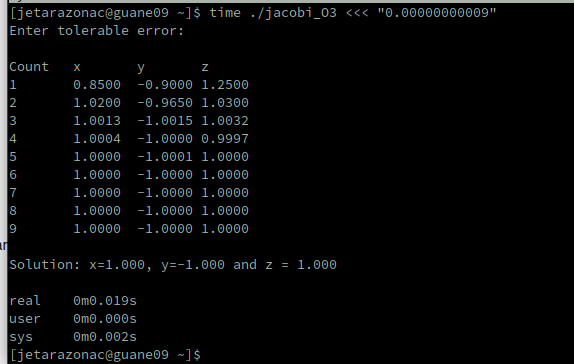 [jetarazonac@guane09 ~]$ time ./jacobi_O3 <<< "0.00000000009"
Enter tolerable error:
Count x y z
1 0.8500 -0.9000 1.2500
2 1.0200 -0.9650 1.0300
3 1.0013 -1.0015 1.0032
4 1.0004 -1.0000 0.9997
5 1.0000 -1.0001 1.0000
6 1.0000 -1.0000 1.0000
7 1.0000 -1.0000 1.0000
8 1.0000 -1.0000 1.0000
9 1.0000 -1.0000 1.0000
Solution: x=1.000, y=-1.000 and z = 1.000
real 0m0.019s
user 0m0.000s
sys 0m0.002s
[jetarazonac@guane09 ~]$